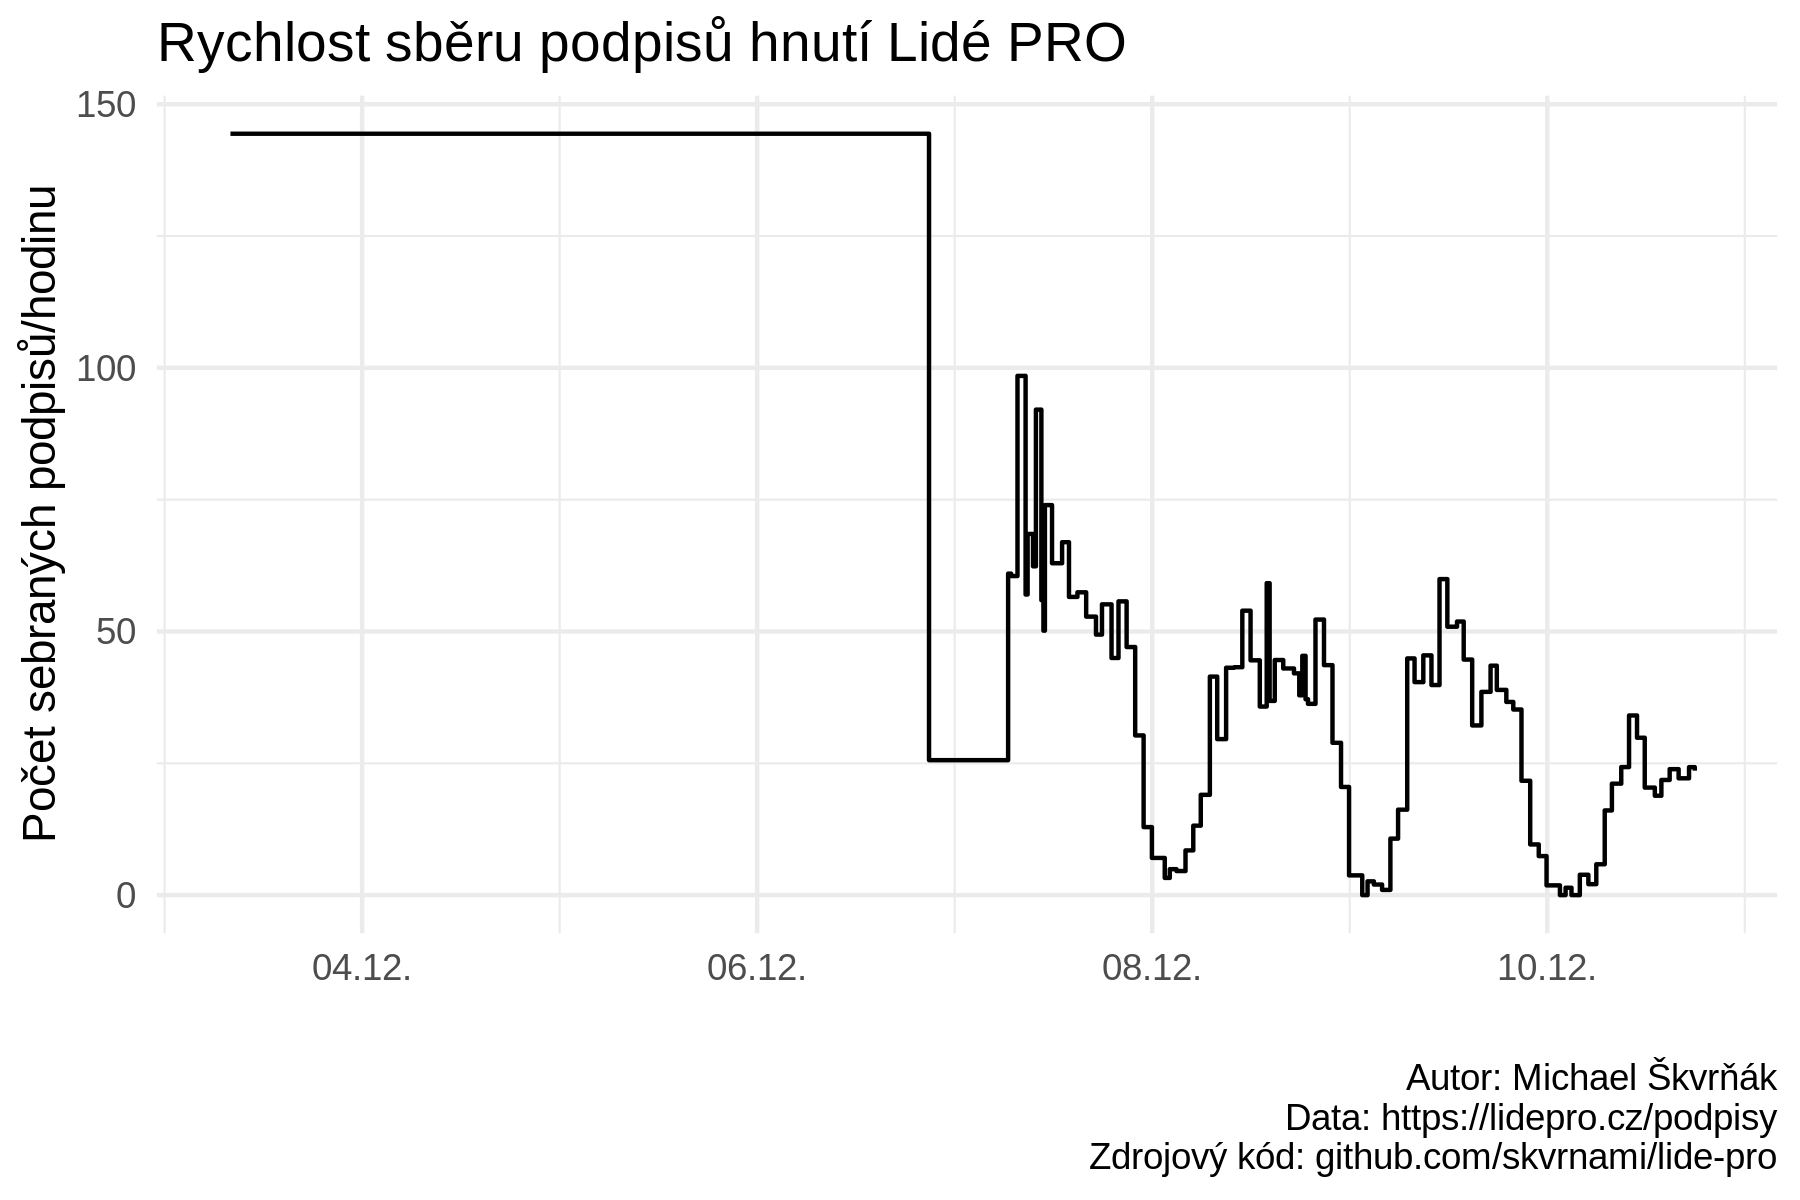 Rychlost sběru podpisů hnutí Lidé PRO
Počet sebraných podpisů/hodinu
150
100
50
0
04.12.
06.12.
08.12.
10.12.
Autor: Michael Škvrňák
Data: https://lidepro.cz/podpisy
Zdrojový kód: github.com/skvrnami/lide-pro